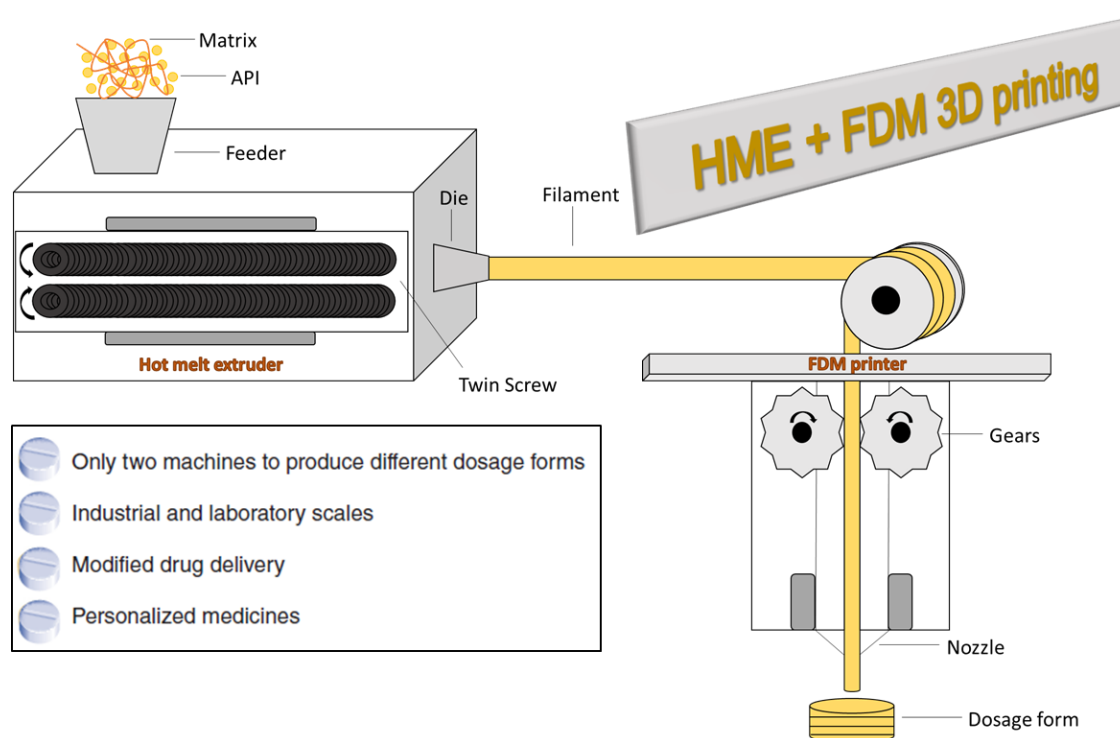 Matrix
API
Feeder
HME + FDM 3D printing
Die
Filament
Hot melt extruder
Twin Screw
FDM printer
Gears
Only two machines to produce different dosage forms
Industrial and laboratory scales
Modified drug delivery
Personalized medicines
Nozzle
Dosage form